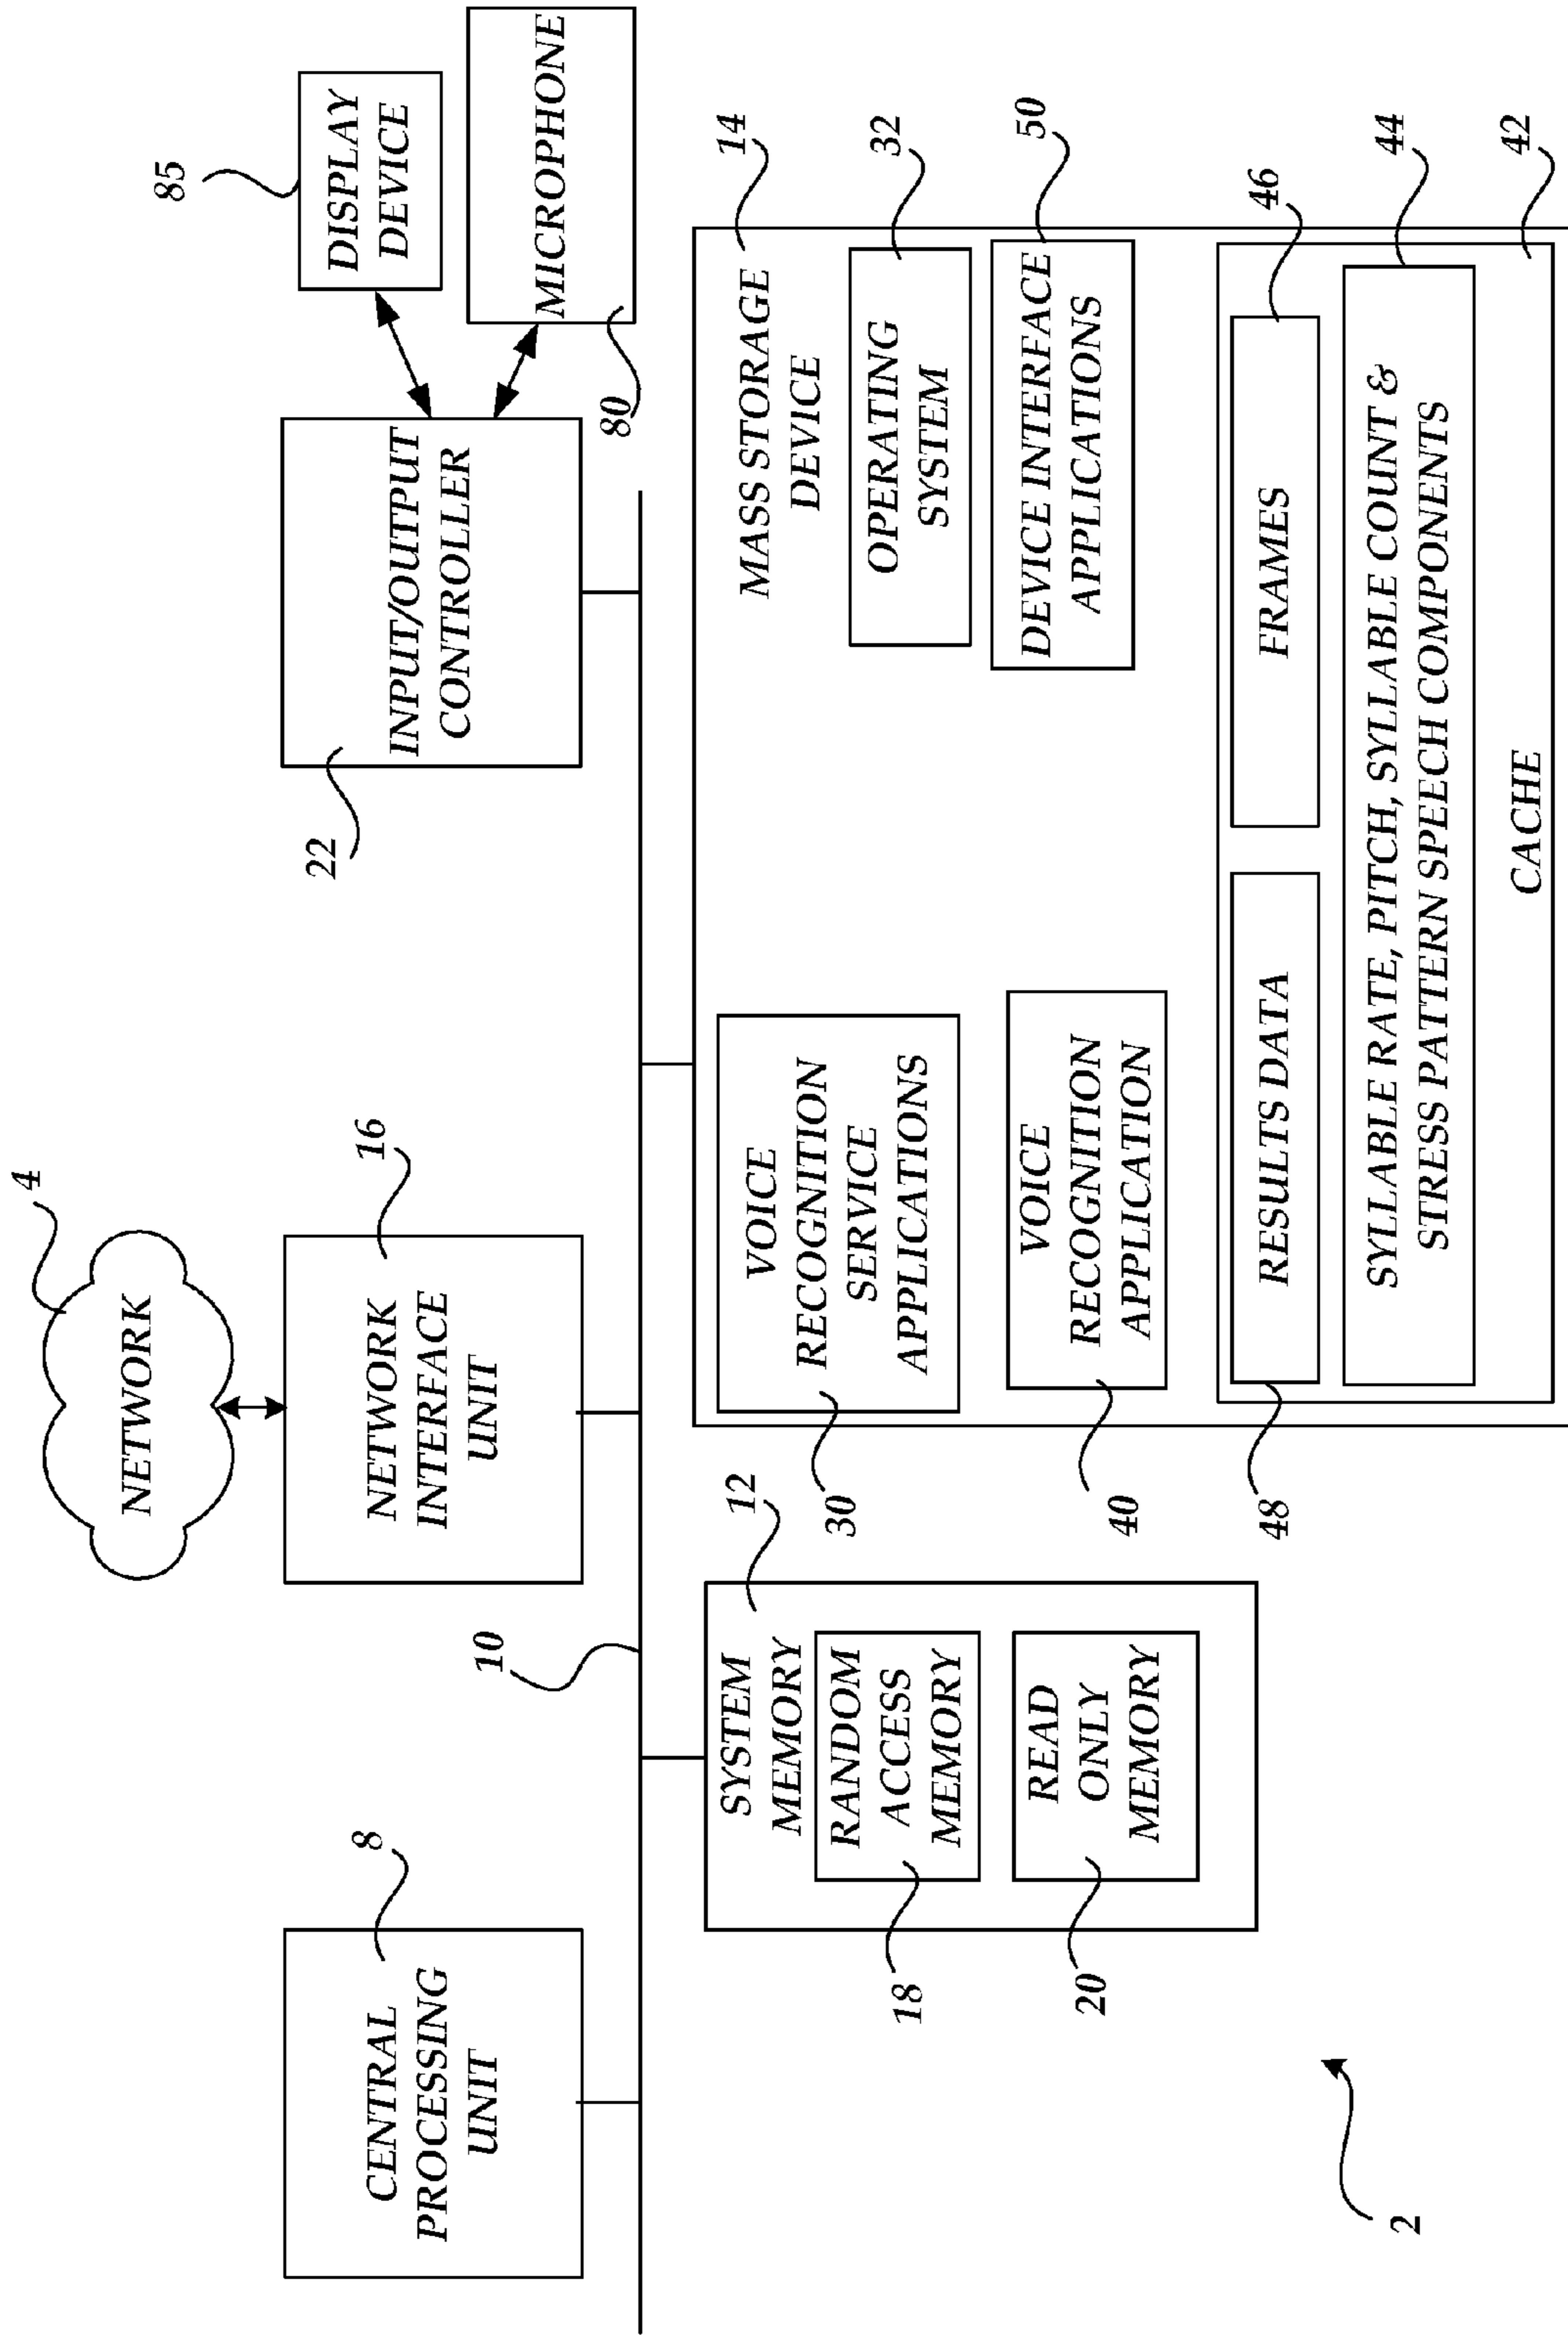 4
NETWORK
85
DISPLAY
DEVICE
MICROPHONE
80
8
CENTRAL
PROCESSING
UNIT
16
NETWORK
INTERFACE
UNIT
22
INPUT/OUTPUT
CONTROLLER
10
12
SYSTEM
MEMORY
RANDOM
ACCESS
MEMORY
18
READ
ONLY
MEMORY
20
14
MASS STORAGE
DEVICE
VOICE
RECOGNITION
SERVICE
APPLICATIONS
30
OPERATING
SYSTEM
32
VOICE
RECOGNITION
APPLICATION
40
DEVICE INTERFACE
APPLICATIONS
50
RESULTS DATA
48
FRAMES
46
SYLLABLE RATE, PITCH, SYLLABLE COUNT &
STRESS PATTERN SPEECH COMPONENTS
44
CACHE
42
2